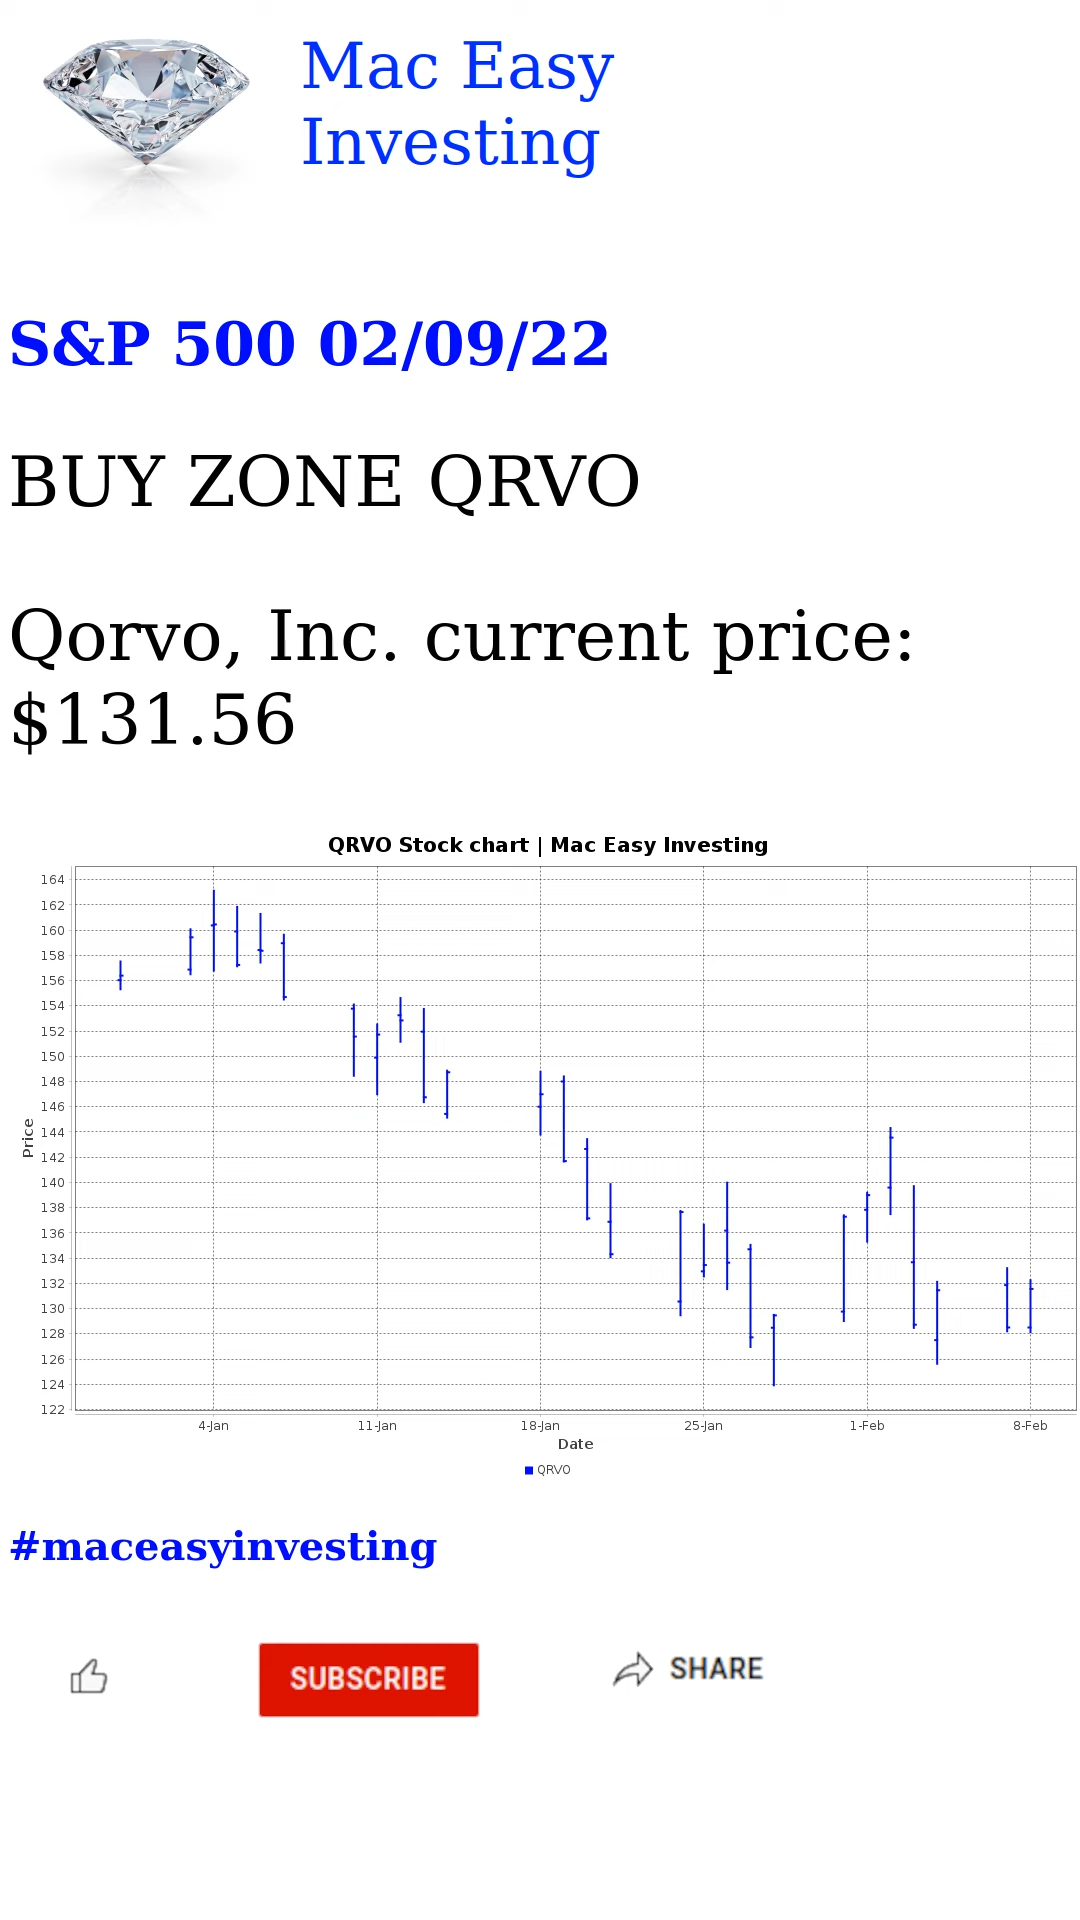 Mac Easy
Investing
S&P 500 02/09/22
BUY ZONE QRVO
Qorvo, Inc. current price:
$131.56
QRVO Stock chart | Mac Easy Investing
164
162
160
158
156
154
152
150
148
146
144
142
140
138
136
134
132
130
128
126
124
122
Price
4-Jan 11-Jan 18-Jan 25-Jan 1-Feb 8-Feb
Date
QRVO
#maceasyinvesting
SUBSCRIBE SHARE